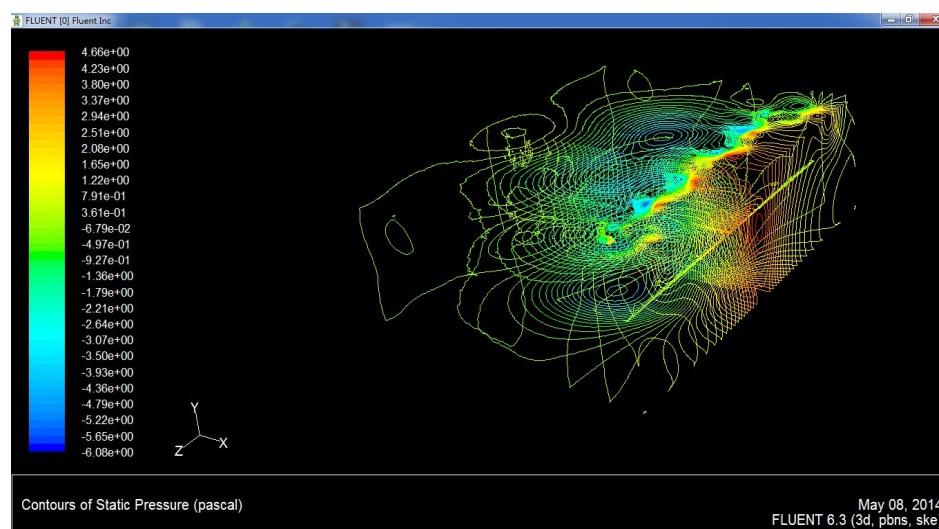 FLUENT [0] Fluent Inc
4.66e+00
4.23e+00
3.80e+00
3.37e+00
2.94e+00
2.51e+00
2.08e+00
1.65e+00
1.22e+00
7.91e-01
3.61e-01
-6.79e-02
-4.97e-01
-9.27e-01
-1.36e+00
-1.79e+00
-2.21e+00
-2.64e+00
-3.07e+00
-3.50e+00
-3.93e+00
-4.36e+00
-4.79e+00
-5.22e+00
-5.65e+00
-6.08e+00
Y
Z X
Contours of Static Pressure (pascal)
May 08, 2014
FLUENT 6.3 (3d, pbns, ske)